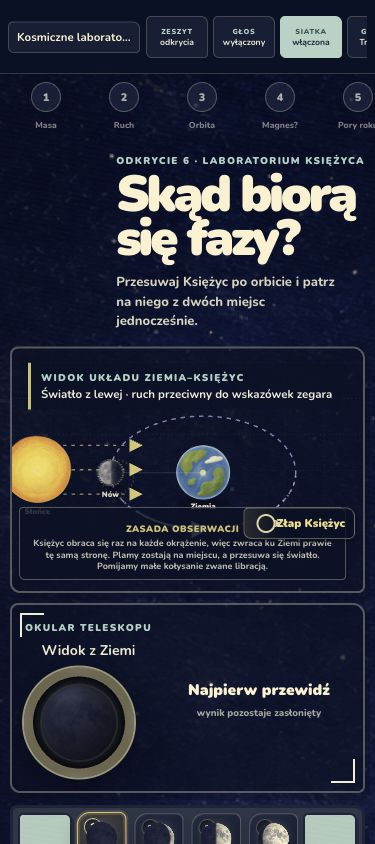 Kosmiczne laborato...
ZESZYT
odkrycia
GŁOS
wyłączony
SIATKA
włączona
1
2
3
4
5
Masa
Ruch
Orbita
Magnes?
Pory roku
ODKRYCIE 6 · LABORATORIUM KSIĘŻYCA
Skąd biorą
się fazy?
Przesuwaj Księżyc po orbicie i patrz
na niego z dwóch miejsc
jednocześnie.
WIDOK UKŁADU ZIEMIA–KSIĘŻYC
Światło z lewej · ruch przeciwny do wskazówek zegara
Nów
Ziemia
Słońce
ZASADA OBSERWACJI
Złap Księżyc
Księżyc obraca się raz na każde okrążenie, więc zwraca ku Ziemi prawie
tę samą stronę. Plamy zostają na miejscu, a przesuwa się światło.
Pomijamy małe kołysanie zwane libracją.
OKULAR TELESKOPU
Widok z Ziemi
Najpierw przewidź
wynik pozostaje zasłonięty